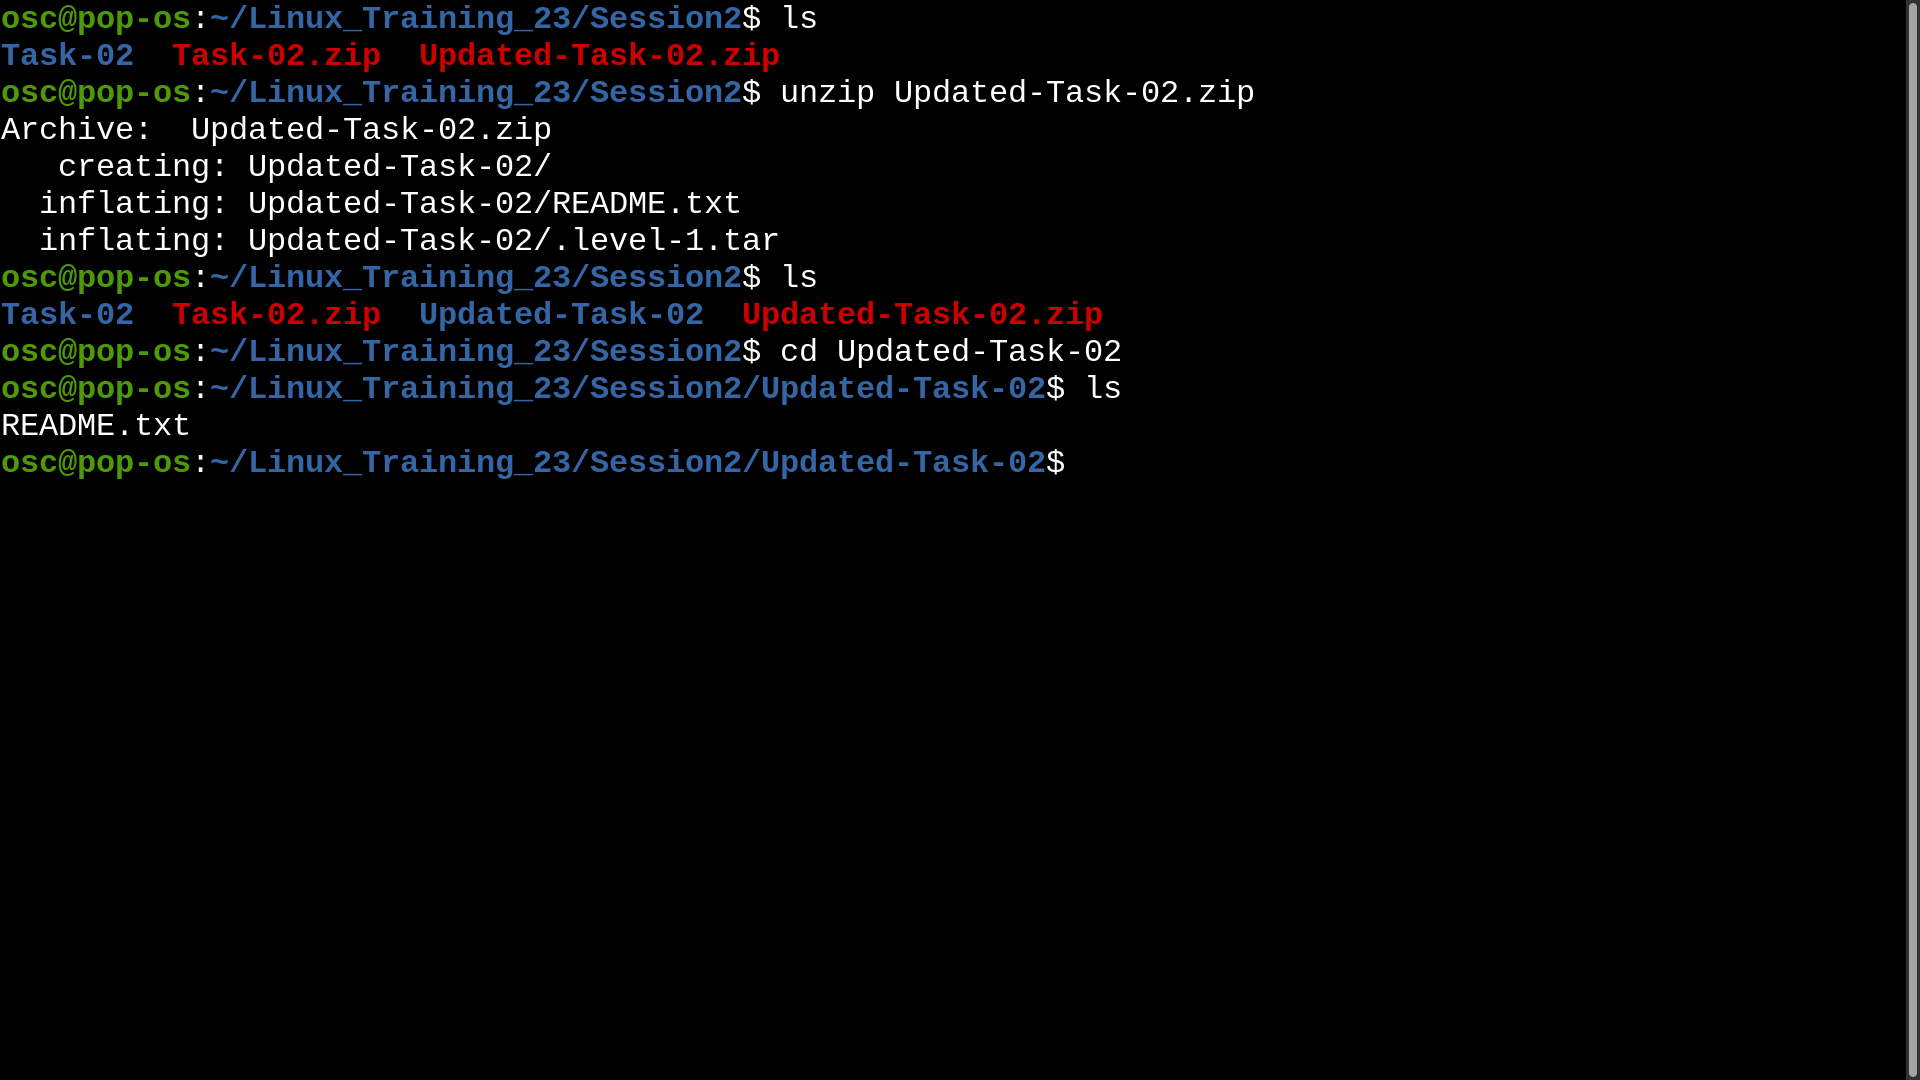 osc@pop-os:~/Linux_Training_23/Session2$ ls
Task-02  Task-02.zip  Updated-Task-02.zip
osc@pop-os:~/Linux_Training_23/Session2$ unzip Updated-Task-02.zip
Archive:  Updated-Task-02.zip
   creating: Updated-Task-02/
  inflating: Updated-Task-02/README.txt
  inflating: Updated-Task-02/.level-1.tar
osc@pop-os:~/Linux_Training_23/Session2$ ls
Task-02  Task-02.zip  Updated-Task-02  Updated-Task-02.zip
osc@pop-os:~/Linux_Training_23/Session2$ cd Updated-Task-02
osc@pop-os:~/Linux_Training_23/Session2/Updated-Task-02$ ls
README.txt
osc@pop-os:~/Linux_Training_23/Session2/Updated-Task-02$